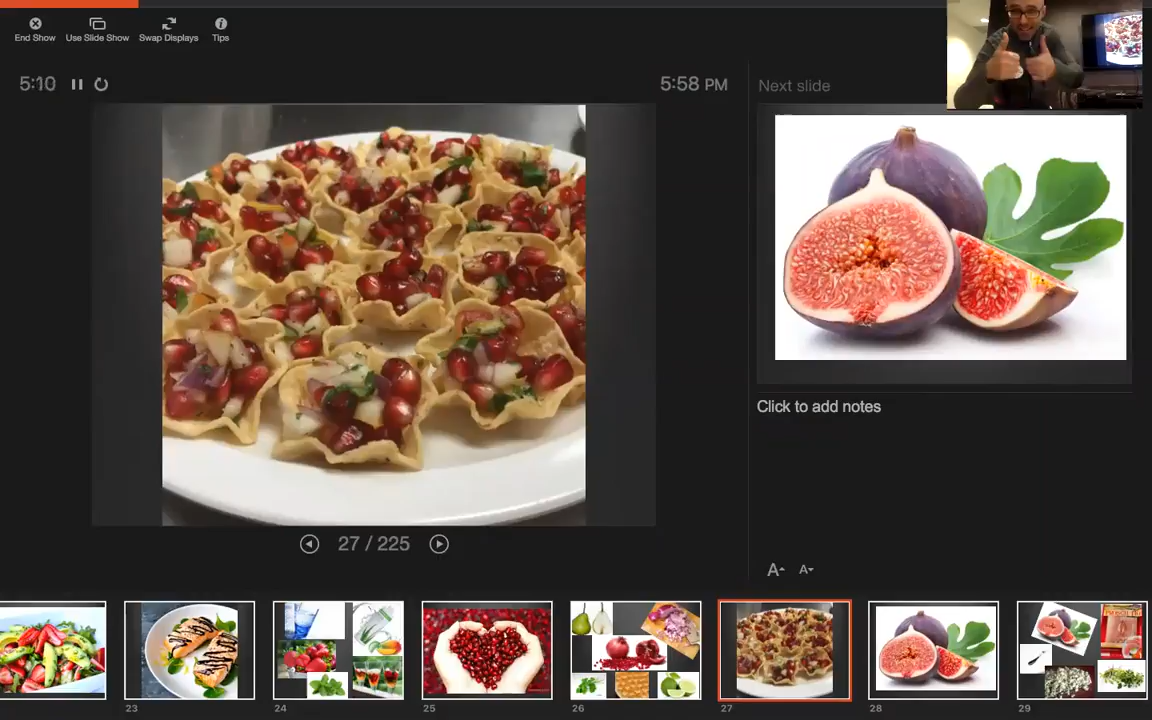 End Show
Use Slide Show
Swap Displays
Tips
5:10
5:58 PM
Next slide
Click to add notes
27 / 225
A
A
23
24
25
26
27
28
29